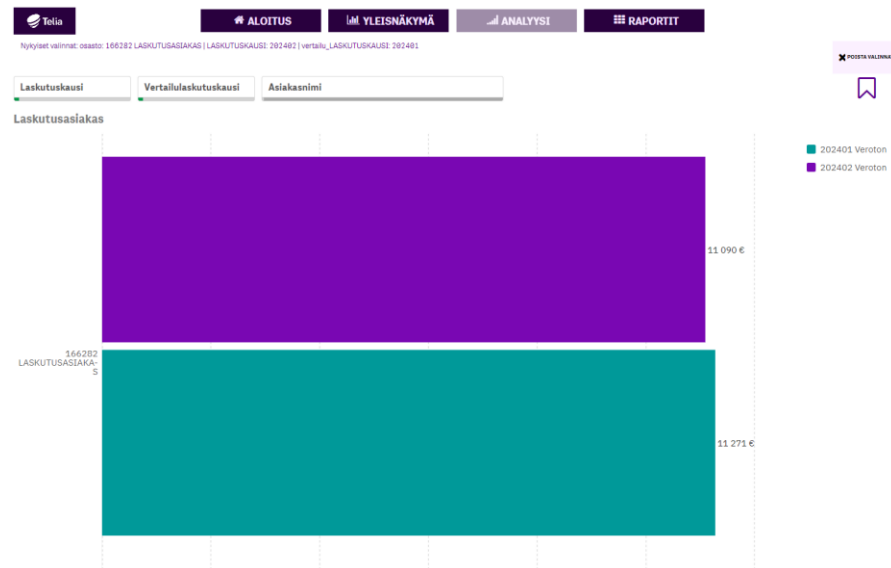 Telia
ALOITUS
YLEISNÄKYMÄ
ANALYYSI
RAPORTIT
Nykyiset valinnat: osasto: 166282 LASKUTUSASIAKAS | LASKUTUSKAUSI: 202402 | vertailu_LASKUTUSKAUSI: 202401
POISTA VALINNA
Laskutuskausi
Vertailulaskutuskausi
Asiakasnimi
Laskutusasiakas
202401 Veroton
202402 Veroton
11 090 €
166282
LASKUTUSASIAKA-
S
11 271 €